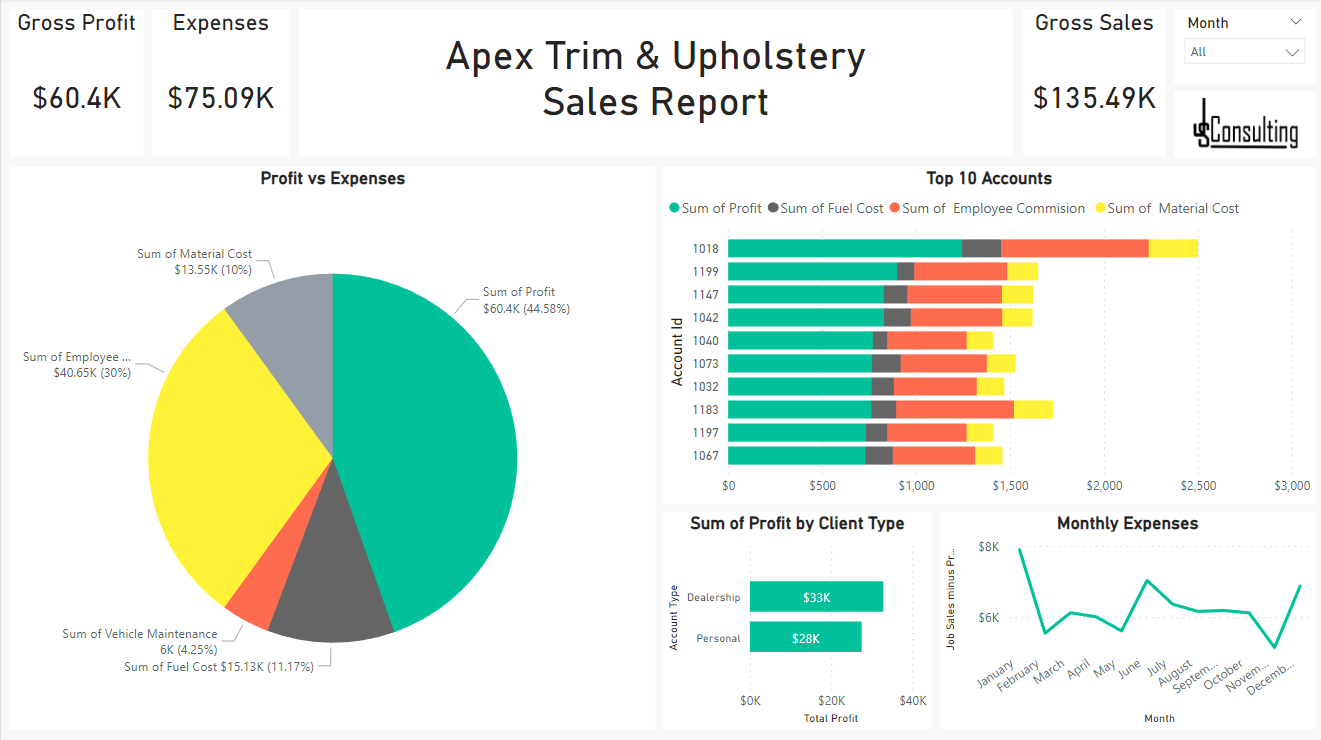 Gross Profit
$60.4K
Expenses
$75.09K
Apex Trim & Upholstery
Sales Report
Gross Sales
$135.49K
Month
All
Consulting
Profit vs Expenses
Sum of Material Cost
$13.55K (10%)
Sum of Profit
$60.4K (44.58%)
Sum of Employee ...
$40.65K (30%)
Sum of Vehicle Maintenance
6K (4.25%)
Sum of Fuel Cost $15.13K (11.17%)
Top 10 Accounts
Sum of Profit Sum of Fuel Cost Sum of Employee Commision Sum of Material Cost
Account Id
1018
1199
1147
1042
1040
1073
1032
1183
1197
1067
$0 $500 $1,000 $1,500 $2,000 $2,500 $3,000
Sum of Profit by Client Type
Account Type
Dealership $33K
Personal $28K
$0K $20K $40K
Total Profit
Monthly Expenses
Job Sales minus Pr...
$8K
$6K
January February March April May June July August Septem... October Novem... Decemb...
Month